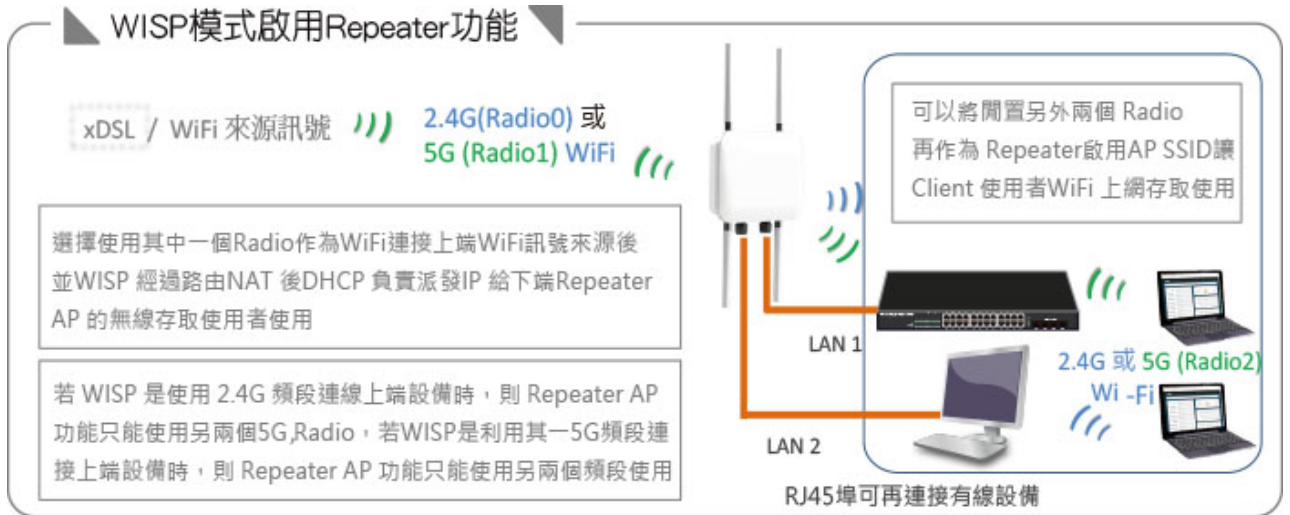 WISP模式啟用Repeater功能
xDSL / WiFi 來源訊號
2.4G(Radio0) 或
5G (Radio1) WiFi
選擇使用其中一個Radio作為WiFi連接上端WiFi訊號來源後
並WISP 經過路由NAT 後DHCP 負責派發IP 給下端Repeater
AP 的無線存取使用者使用
若 WISP 是使用 2.4G 頻段連線上端設備時，則 Repeater AP
功能只能使用另兩個5G,Radio，若WISP是利用其一5G頻段連
接上端設備時，則 Repeater AP 功能只能使用另兩個頻段使用
可以將閒置另外兩個 Radio
再作為 Repeater啟用AP SSID讓
Client 使用者WiFi 上網存取使用
LAN 1
2.4G 或 5G (Radio2)
Wi -Fi
LAN 2
RJ45埠可再連接有線設備